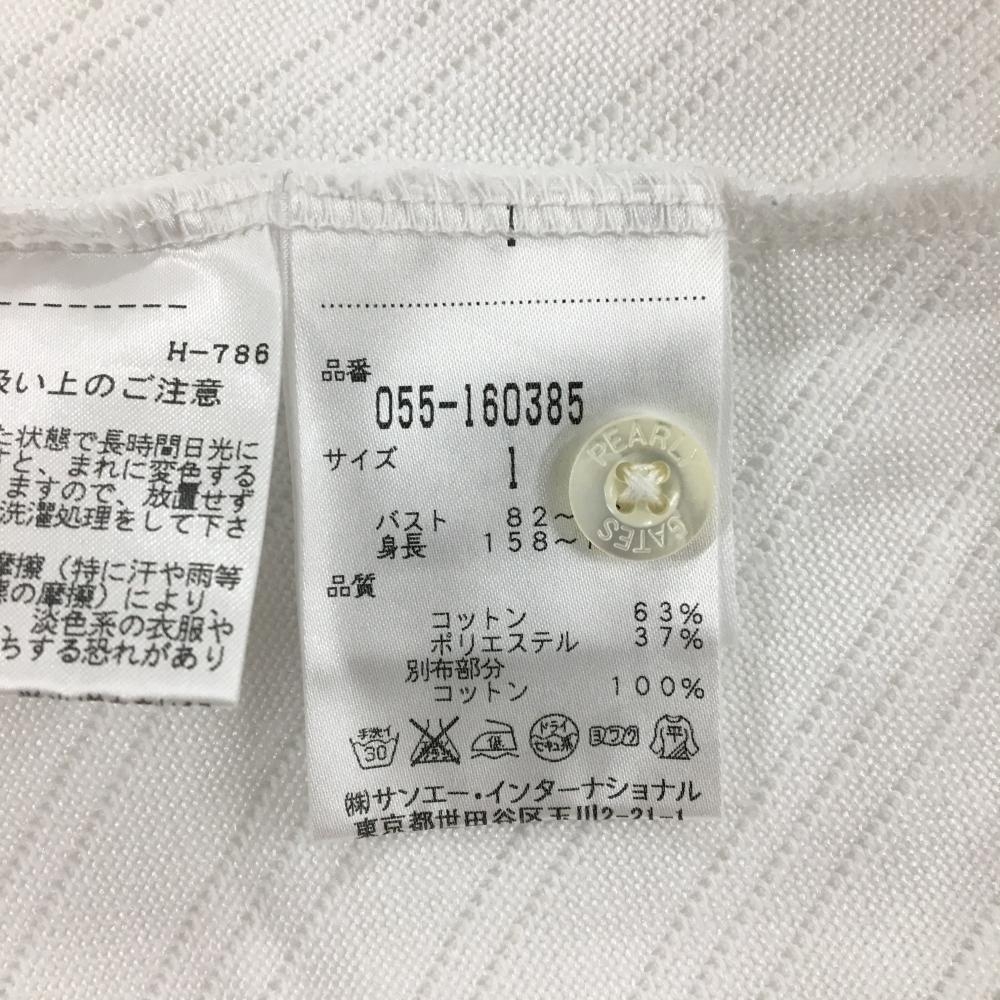 H-786
扱い上のご注意
た状態で長時間日光に
すと、まれに変色する
ますので、放置せず
洗濯処理をして下さ
摩擦（特に汗や雨等
の摩擦）により、
、淡色系の衣服や
ちする恐れがあり
品番
055-160385
サイズ
1
バスト 82~
身長 158~
品質
コットン 63%
ポリエステル 37%
別布部分
コットン 100%
手洗イ 30
低
ドライ セキュ系
ヨワク
平
(株)サンエー・インターナショナル
東京都世田谷区玉川2-21-1
PEARLY
GATES